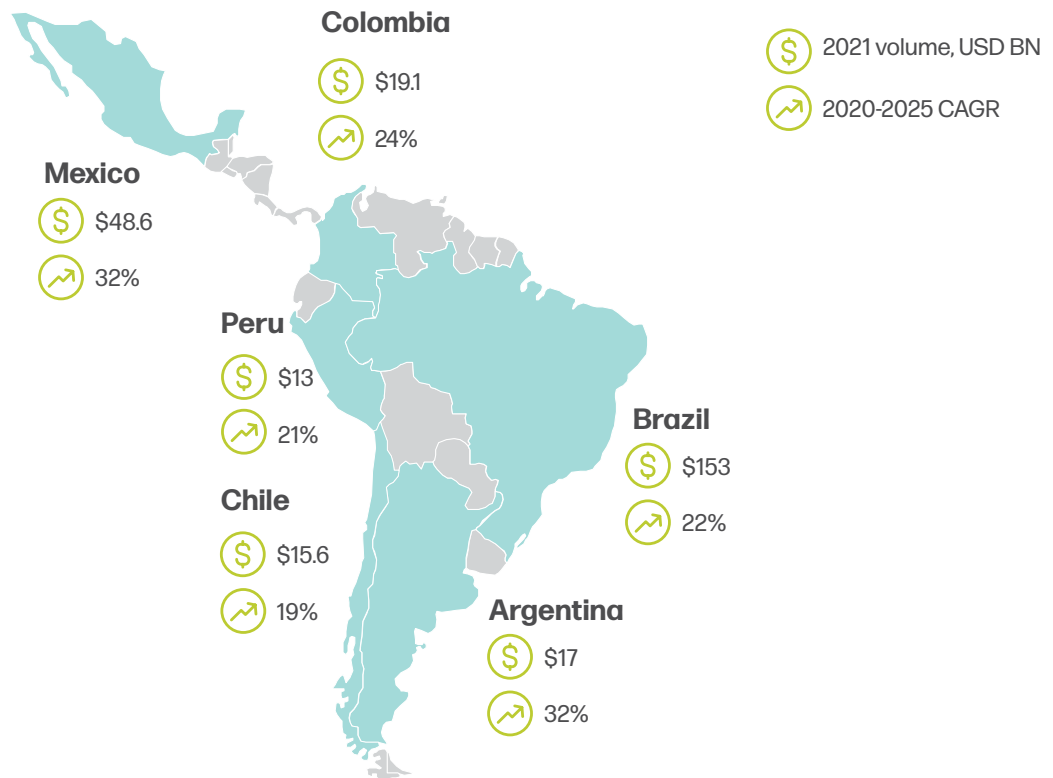 Colombia
$19.1
24%
2021 volume, USD BN
2020-2025 CAGR
Mexico
$48.6
32%
Peru
$13
21%
Brazil
$153
22%
Chile
$15.6
19%
Argentina
$17
32%